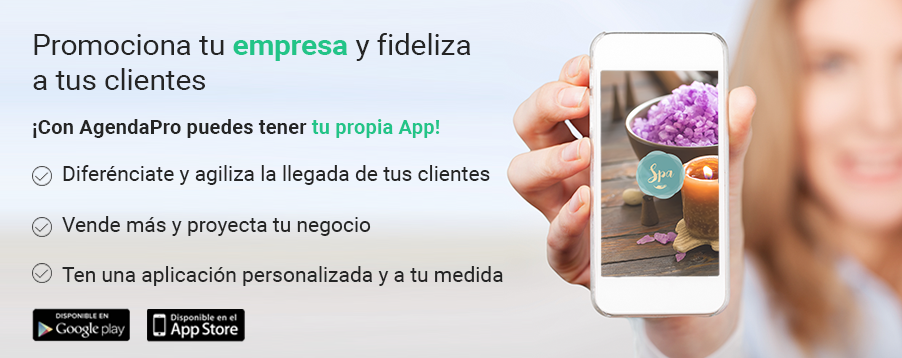 Promociona tu empresa y fideliza
a tus clientes
¡Con AgendaPro puedes tener tu propia App!
Diferénciate y agiliza la llegada de tus clientes
Vende más y proyecta tu negocio
Ten una aplicación personalizada y a tu medida
DISPONIBLE EN
Google play
Disponible en el
App Store
Spa